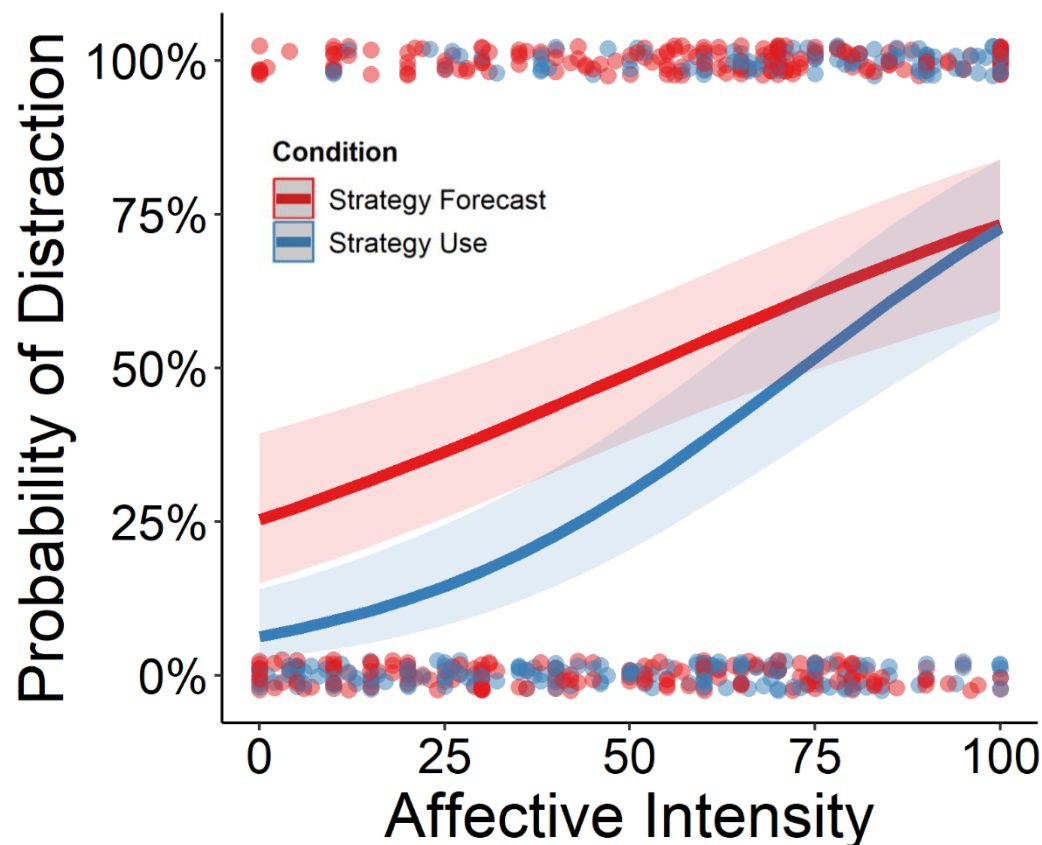 Probability of Distraction
100%
75%
50%
25%
0%
Condition
Strategy Forecast
Strategy Use
0 25 50 75 100
Affective Intensity